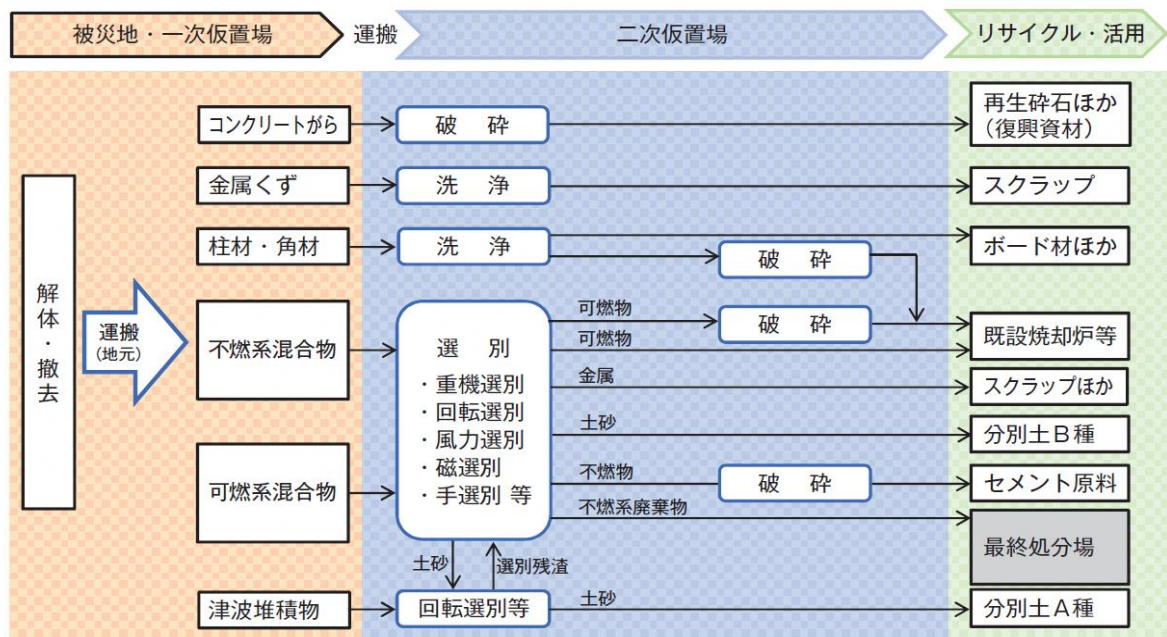 被災地・一次仮置場
運搬
二次仮置場
リサイクル・活用
解体・撤去
運搬
(地元)
コンクリートがら
金属くず
柱材・角材
不燃系混合物
可燃系混合物
津波堆積物
破 砕
洗 浄
洗 浄
破 砕
選 別
・重機選別
・回転選別
・風力選別
・磁選別
・手選別 等
可燃物
破 砕
可燃物
金属
土砂
不燃物
破 砕
不燃系廃棄物
土砂
選別残渣
回転選別等
土砂
再生砕石ほか
(復興資材)
スクラップ
ボード材ほか
既設焼却炉等
スクラップほか
分別土B種
セメント原料
最終処分場
分別土A種